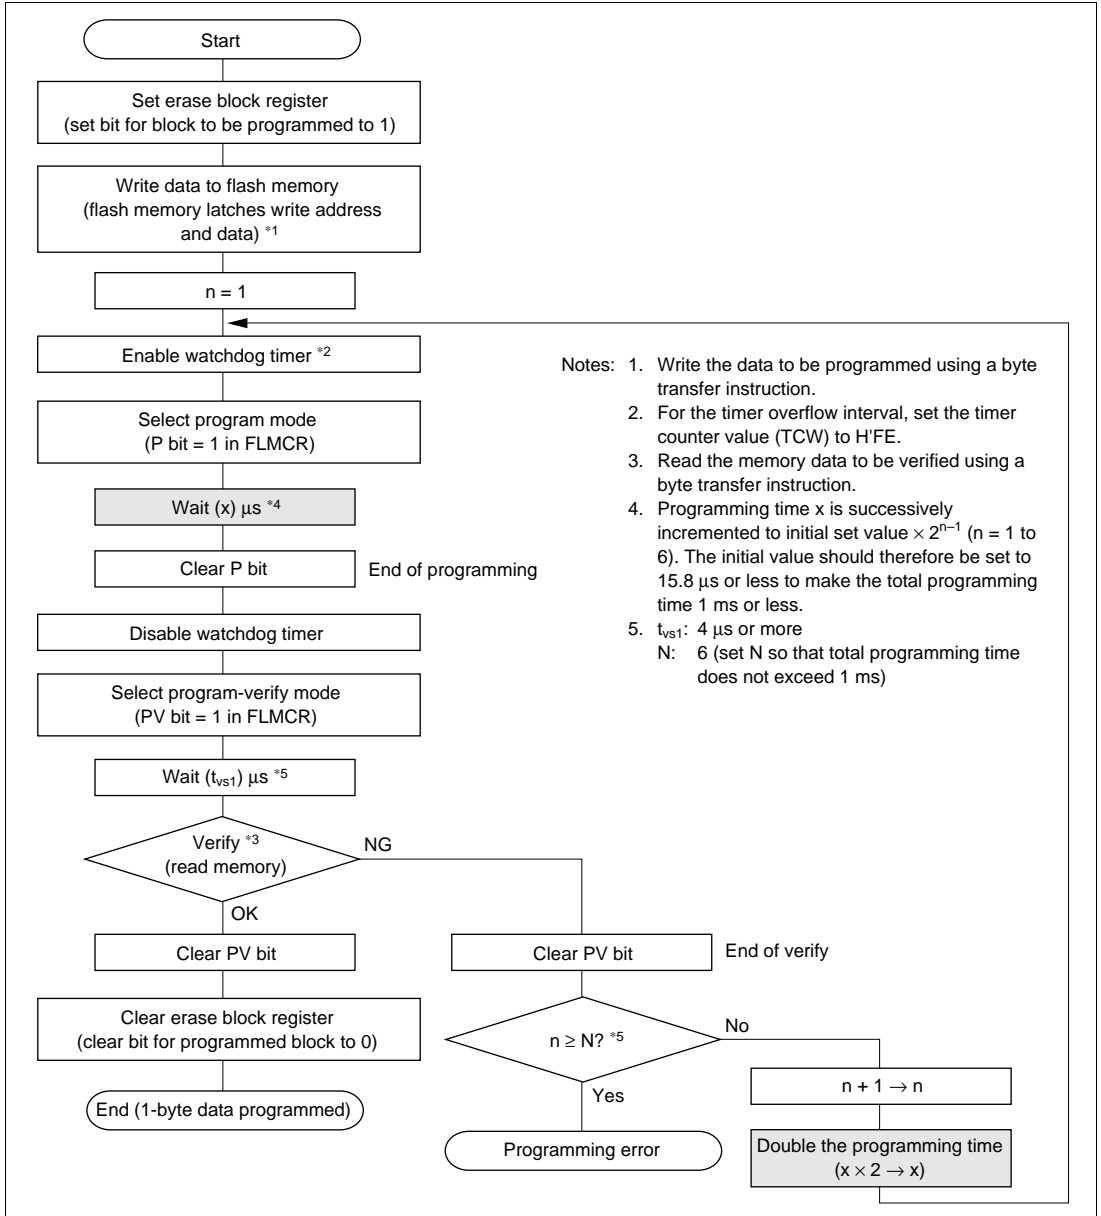 Start
Set erase block register
(set bit for block to be programmed to 1)
Write data to flash memory
(flash memory latches write address
and data) *1
n = 1
Enable watchdog timer *2
Select program mode
(P bit = 1 in FLMCR)
Wait (x) μs *4
Clear P bit
End of programming
Disable watchdog timer
Select program-verify mode
(PV bit = 1 in FLMCR)
Wait (tvs1) μs *5
Verify *3
(read memory)
NG
OK
Clear PV bit
Clear erase block register
(clear bit for programmed block to 0)
End (1-byte data programmed)
Clear PV bit
End of verify
n ≥ N? *5
No
Yes
Programming error
n + 1 → n
Double the programming time
(x × 2 → x)
Notes: 1. Write the data to be programmed using a byte
transfer instruction.
2. For the timer overflow interval, set the timer
counter value (TCW) to H'FE.
3. Read the memory data to be verified using a
byte transfer instruction.
4. Programming time x is successively
incremented to initial set value × 2^n–1 (n = 1 to
6). The initial value should therefore be set to
15.8 μs or less to make the total programming
time 1 ms or less.
5. tvs1: 4 μs or more
N: 6 (set N so that total programming time
does not exceed 1 ms)